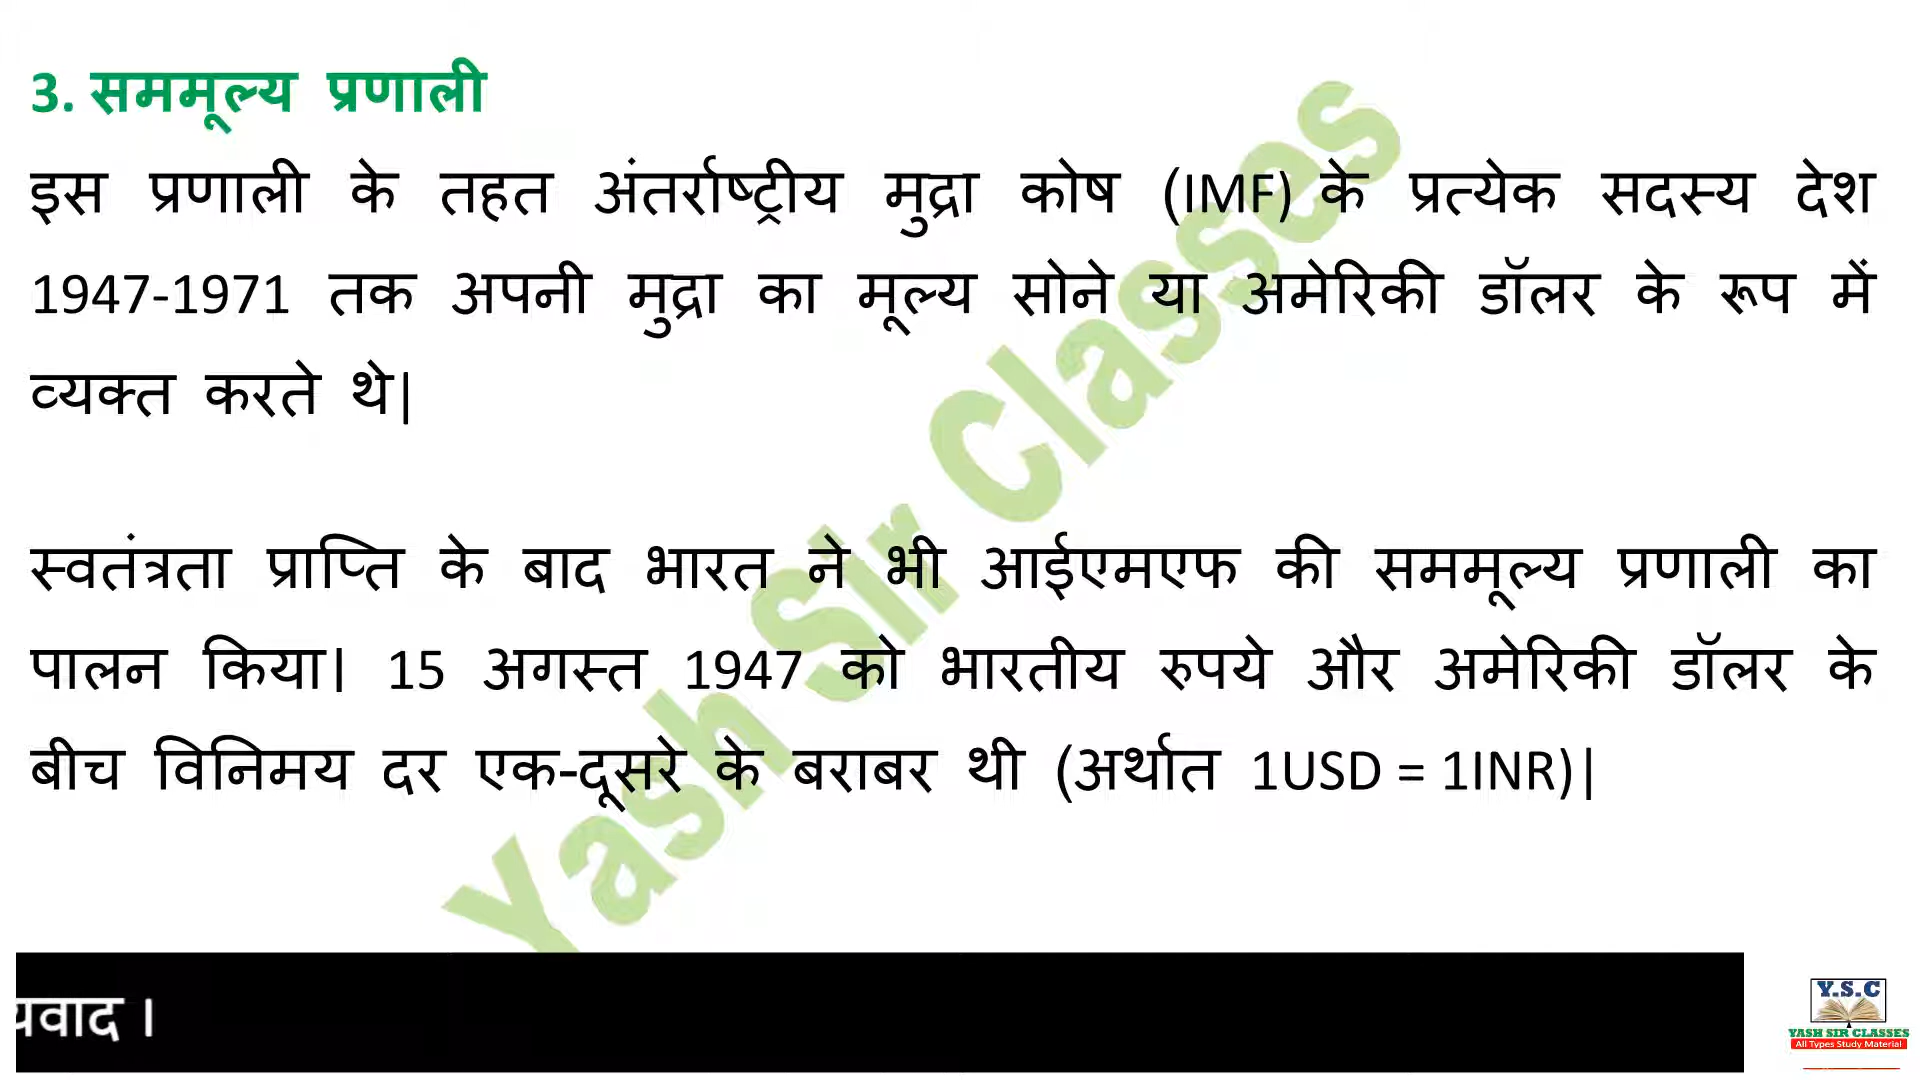 3. सममूल्य प्रणाली
इस प्रणाली के तहत अंतर्राष्ट्रीय मुद्रा कोष (IMF) के प्रत्येक सदस्य देश
1947-1971 तक अपनी मुद्रा का मूल्य सोने या अमेरिकी डॉलर के रूप में
व्यक्त करते थे|
स्वतंत्रता प्राप्ति के बाद भारत ने भी आईएमएफ की सममूल्य प्रणाली का
पालन किया। 15 अगस्त 1947 को भारतीय रुपये और अमेरिकी डॉलर के
बीच विनिमय दर एक-दूसरे के बराबर थी (अर्थात 1USD = 1INR)|
Yash Sir Classes
यवाद ।
Y.S.C
YASH SIR CLASSES
All Types Study Material